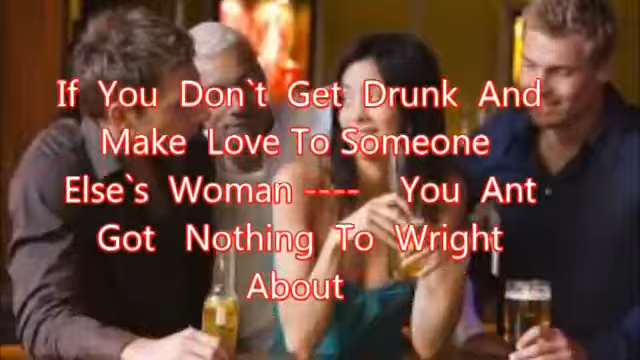 If You Don`t Get Drunk And
Make Love To Someone
Else`s Woman ---- You Ant
Got Nothing To Wright
About